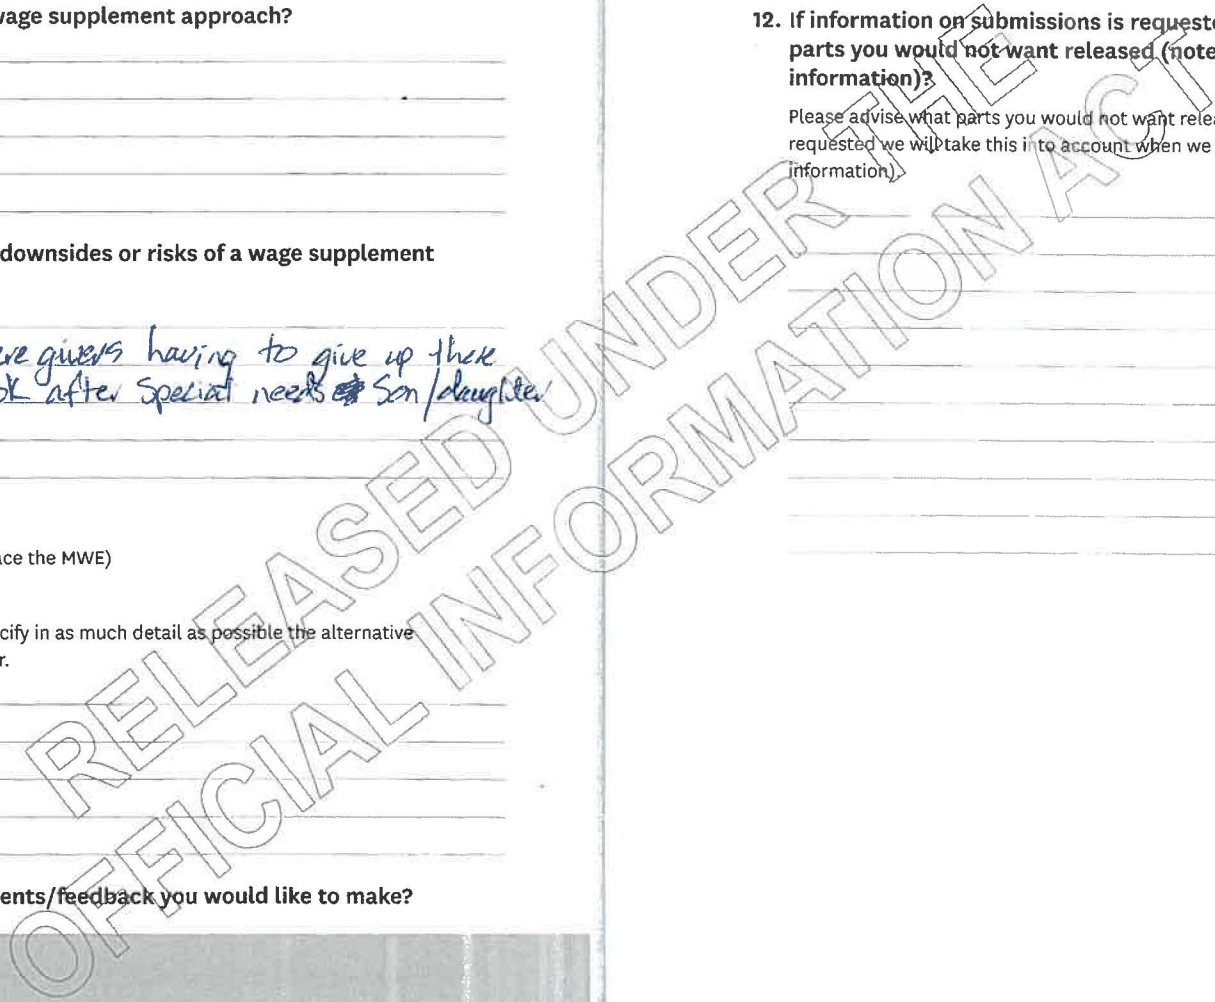 wage supplement approach?
downsides or risks of a wage supplement
givers having to give up there
after special needs son/daughter
ace the MWE)
cify in as much detail as possible the alternative
r.
ents/feedback you would like to make?
12. If information on submissions is requeste
parts you would not want released (note
information)?
Please advise what parts you would not want relea
requested we will take this into account when we
information).
RELEASED UNDER THE
OFFICIAL INFORMATION ACT